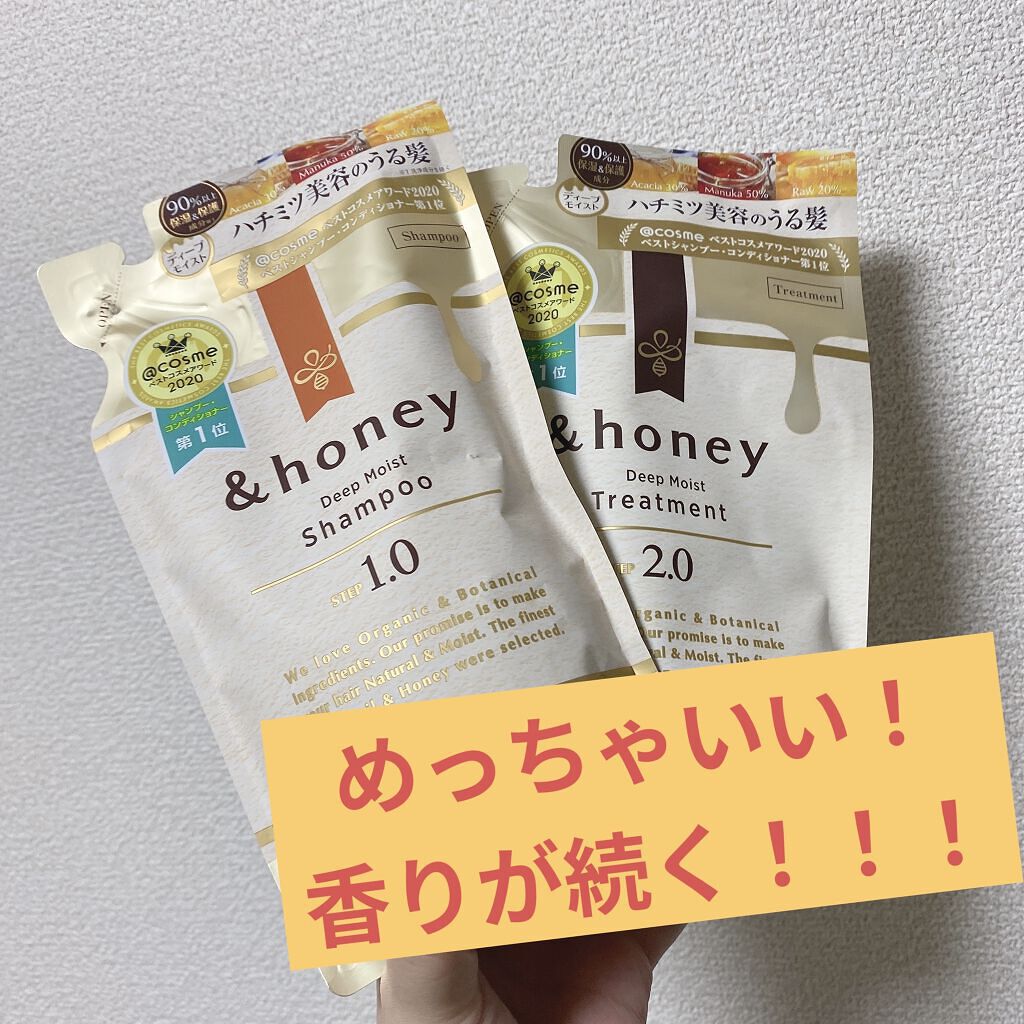 Acacia 30%
Manuka 50%
Raw 20%
90%以上
保湿&保護
成分
ハチミツ美容のうる髪
ディープ
モイスト
@cosme ベストコスメアワード2020
ベストシャンプー・コンディショナー第1位
Shampoo
@cosme
ベストコスメアワード
2020
シャンプー・
コンディショナー
第1位
&honey
Deep Moist
Shampoo
STEP 1.0
We love Organic & Botanical
Ingredients. Our promise is to make
your hair Natural & Moist. The finest
& Honey were selected.
Acacia 30%
Manuka 50%
Raw 20%
90%以上
保湿&保護
成分
ハチミツ美容のうる髪
ディープ
モイスト
@cosme ベストコスメアワード2020
ベストシャンプー・コンディショナー第1位
Treatment
OPEN
@cosme
ベストコスメアワード
2020
シャンプー・
ディショナー
1位
&honey
Deep Moist
Treatment
2.0
Organic & Botanical
Our promise is to make
& Moist. The
めっちゃいい！
香りが続く！！！